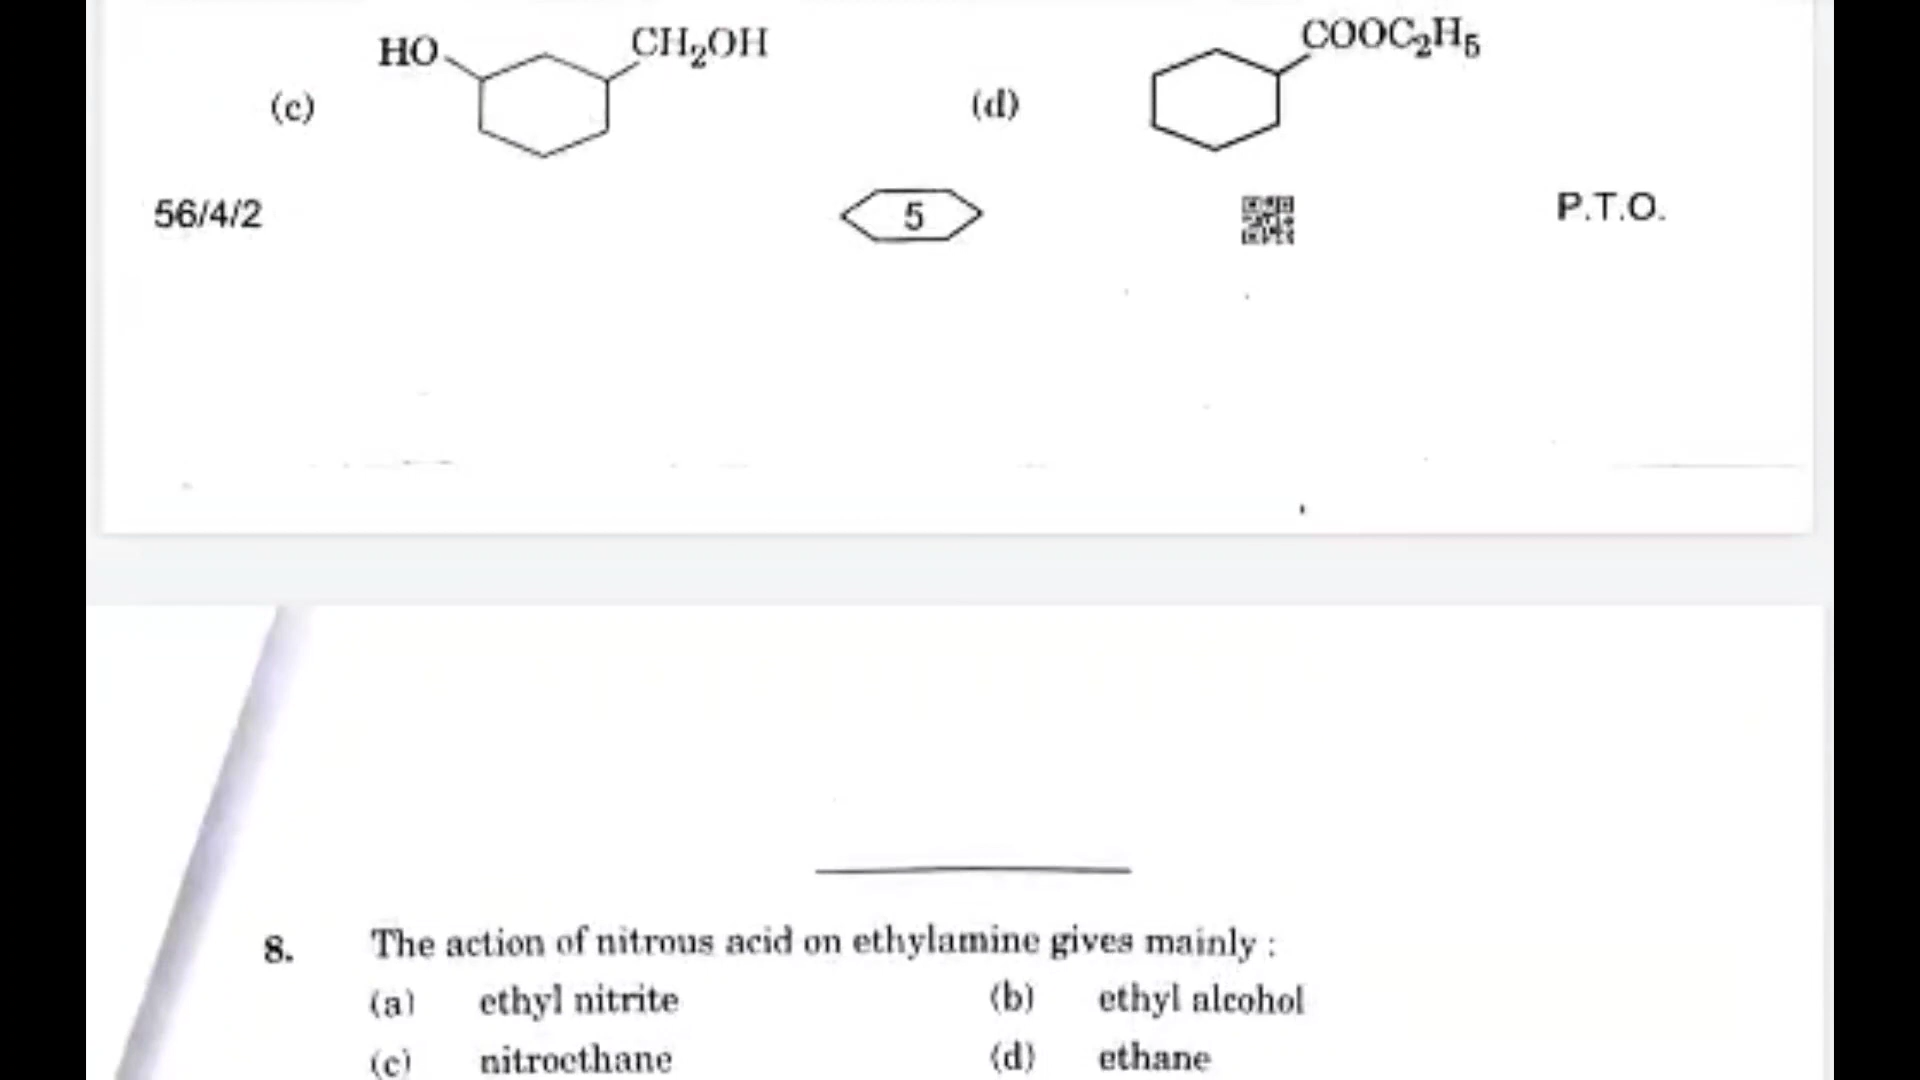 HO CH₂OH COOC₂H₅
(c) (d)
56/4/2 5 P.T.O.
8. The action of nitrous acid on ethylamine gives mainly :
(a) ethyl nitrite (b) ethyl alcohol
(c) nitroethane (d) ethane